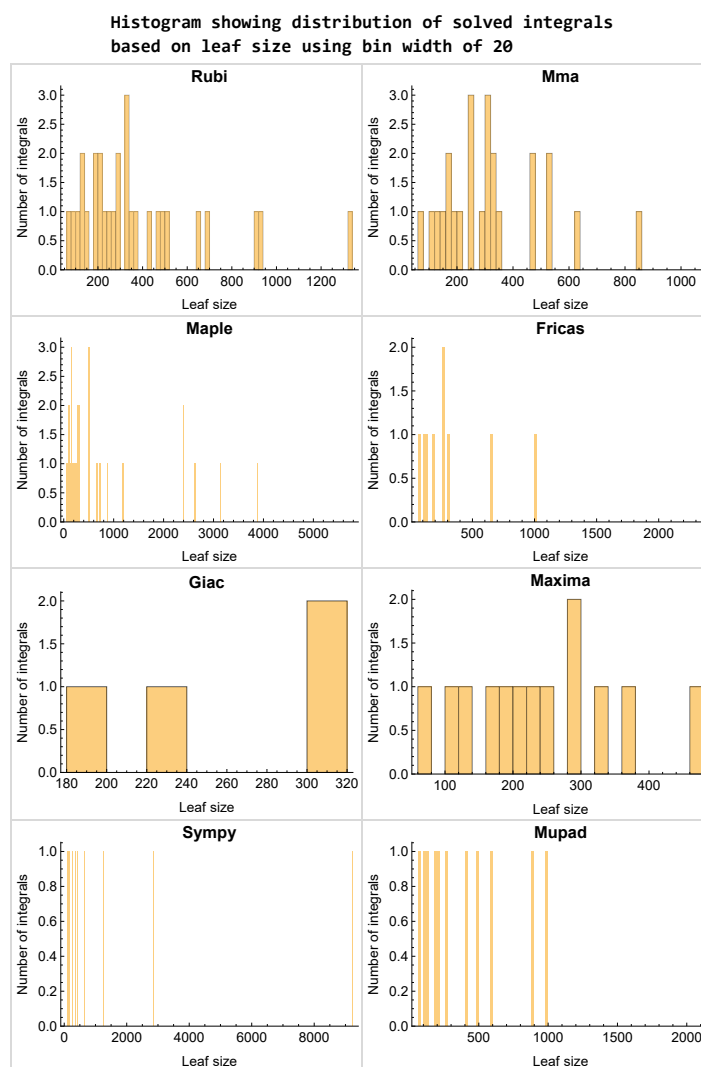 Histogram showing distribution of solved integrals
based on leaf size using bin width of 20
Rubi
Number of integrals
3.0
2.5
2.0
1.5
1.0
0.5
0.0
200 400 600 800 1000 1200
Leaf size
Mma
Number of integrals
3.0
2.5
2.0
1.5
1.0
0.5
0.0
200 400 600 800 1000
Leaf size
Maple
Number of integrals
3.0
2.5
2.0
1.5
1.0
0.5
0.0
0 1000 2000 3000 4000 5000
Leaf size
Fricas
Number of integrals
2.0
1.5
1.0
0.5
0.0
500 1000 1500 2000
Leaf size
Giac
Number of integrals
2.0
1.5
1.0
0.5
0.0
180 200 220 240 260 280 300 320
Leaf size
Maxima
Number of integrals
2.0
1.5
1.0
0.5
0.0
100 200 300 400
Leaf size
Sympy
Number of integrals
1.0
0.8
0.6
0.4
0.2
0.0
0 2000 4000 6000 8000
Leaf size
Mupad
Number of integrals
1.0
0.8
0.6
0.4
0.2
0.0
500 1000 1500 2000
Leaf size